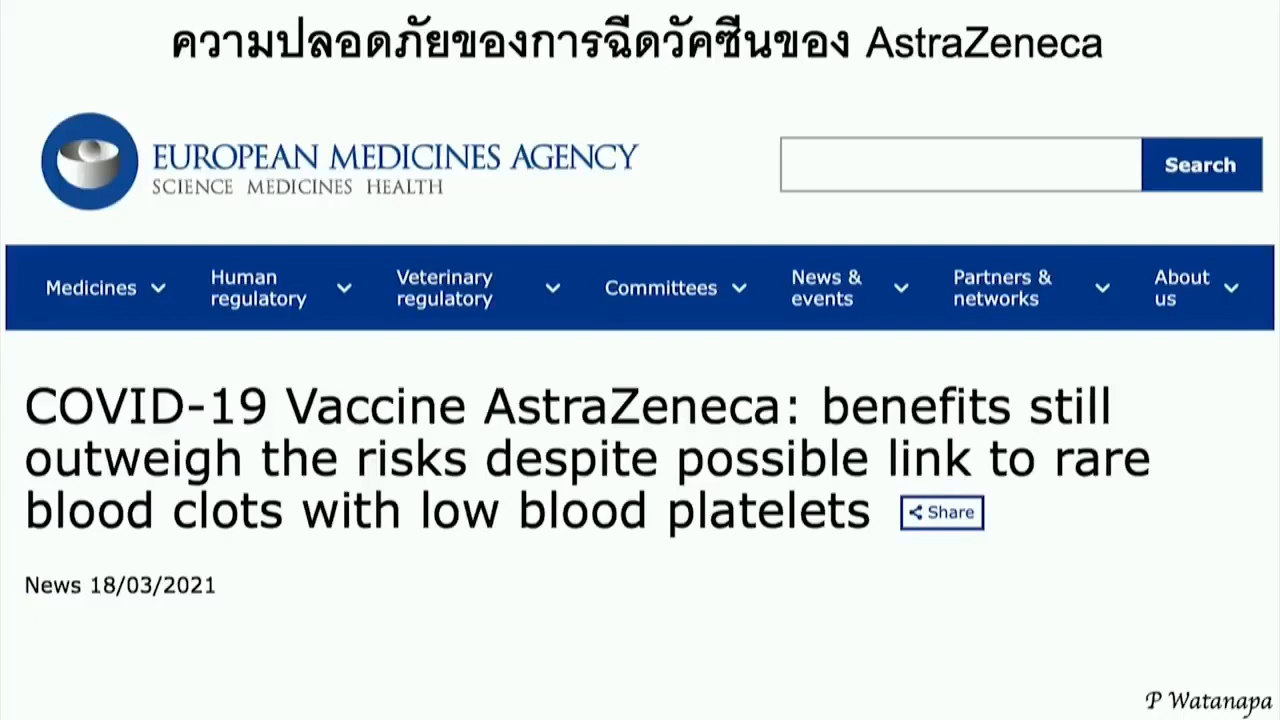 ความปลอดภัยของการฉีดวัคซีนของ AstraZeneca
EUROPEAN MEDICINES AGENCY
SCIENCE MEDICINES HEALTH
Search
Medicines
Human
regulatory
Veterinary
regulatory
Committees
News &
events
Partners &
networks
About
us
COVID-19 Vaccine AstraZeneca: benefits still
outweigh the risks despite possible link to rare
blood clots with low blood platelets
Share
News 18/03/2021
P Watanapa